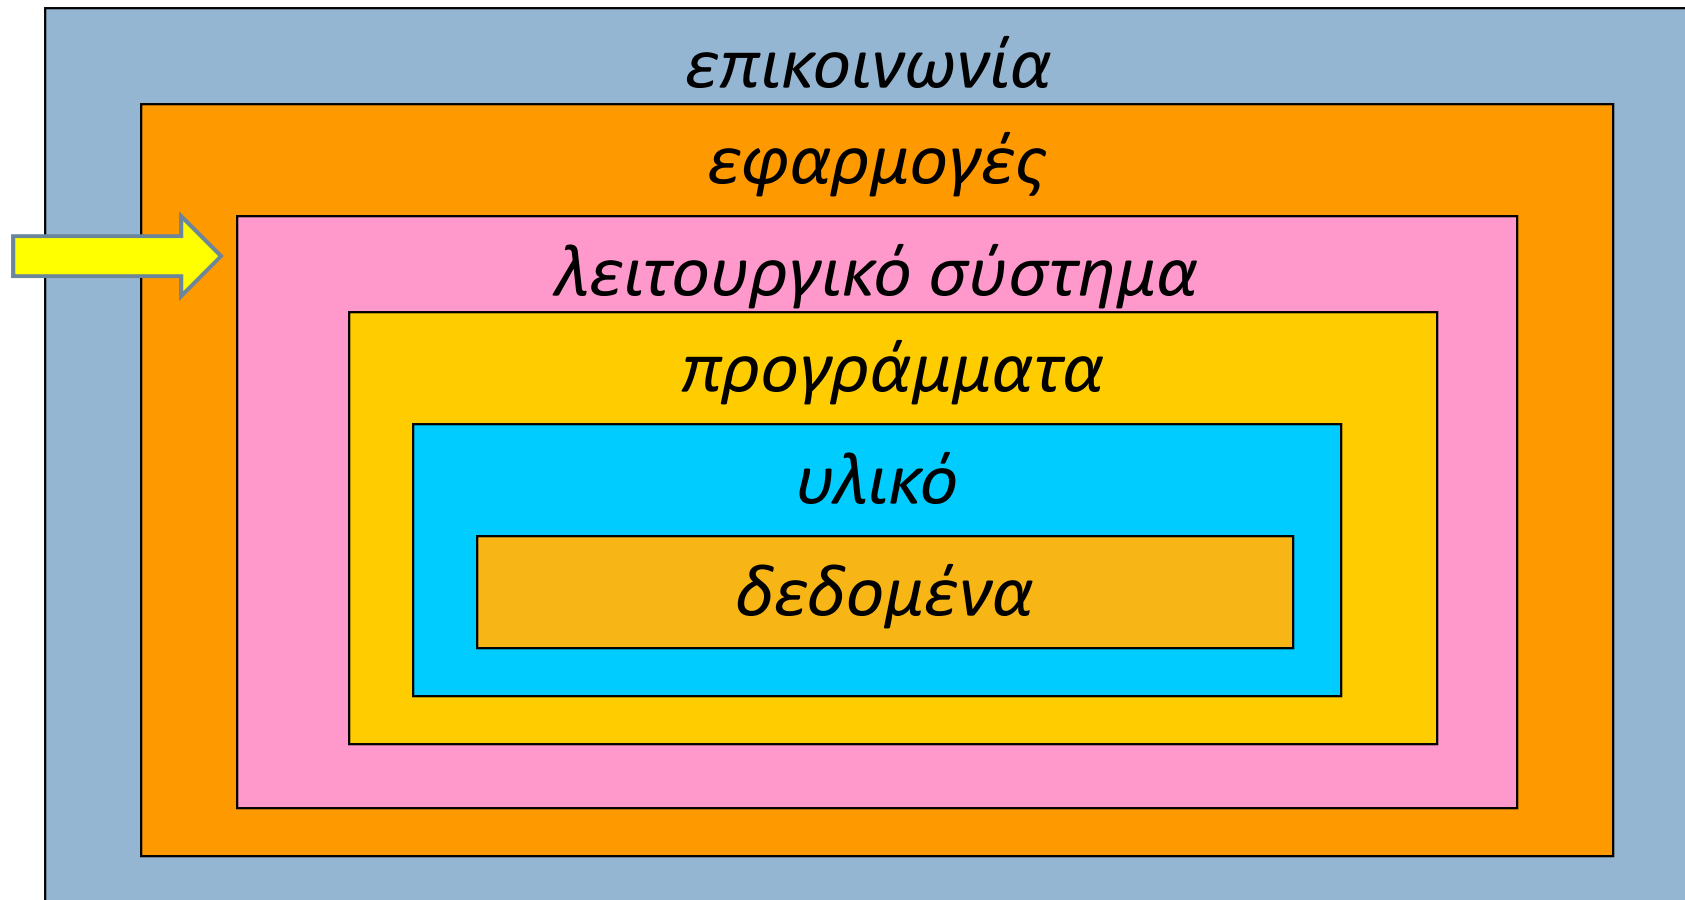 επικοινωνία
εφαρμογές
λειτουργικό σύστημα
προγράμματα
υλικό
δεδομένα